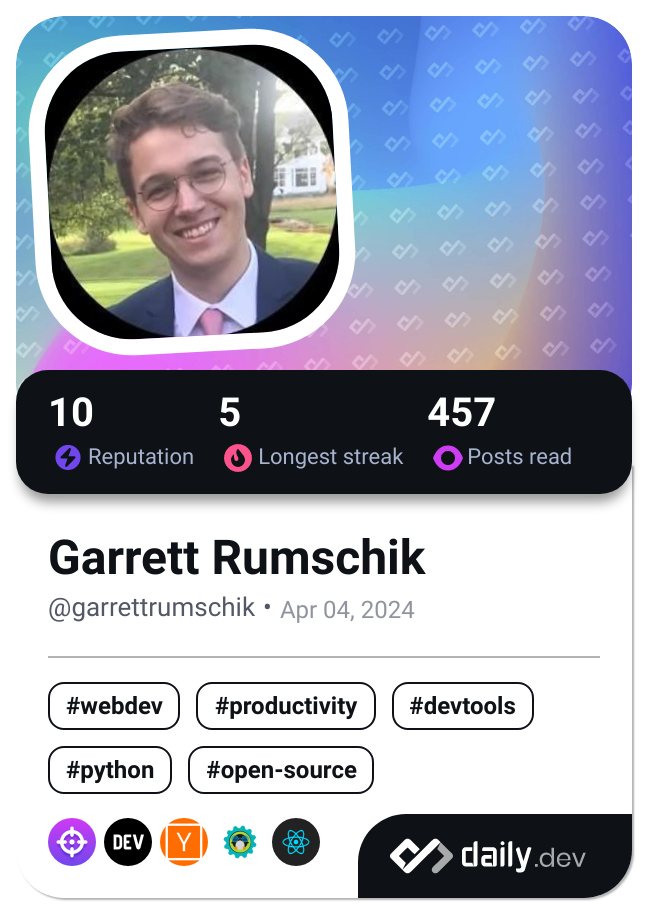 10 5 457
Reputation Longest streak Posts read
Garrett Rumschik
@garrettrumschik • Apr 04, 2024
#webdev #productivity #devtools
#python #open-source
DEV Y
daily.dev